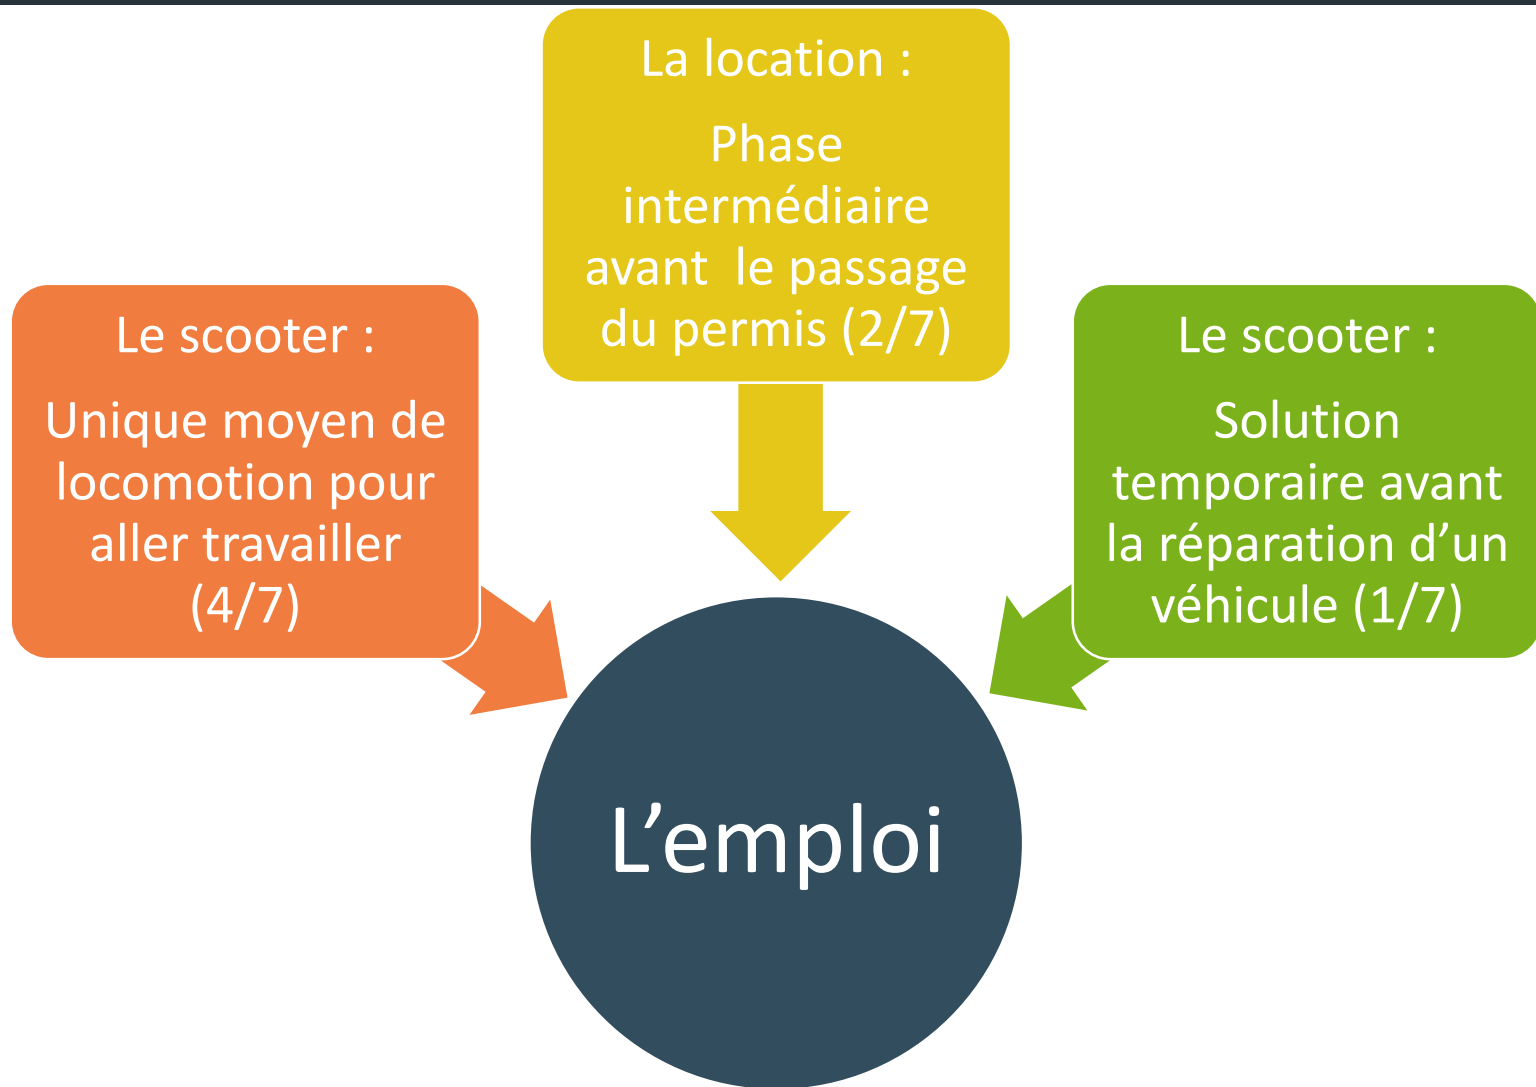 La location :
Phase
intermédiaire
avant  le passage
du permis (2/7)
Le scooter :
Unique moyen de
locomotion pour
aller travailler
(4/7)
Le scooter :
Solution
temporaire avant
la réparation d’un
véhicule (1/7)
L’emploi